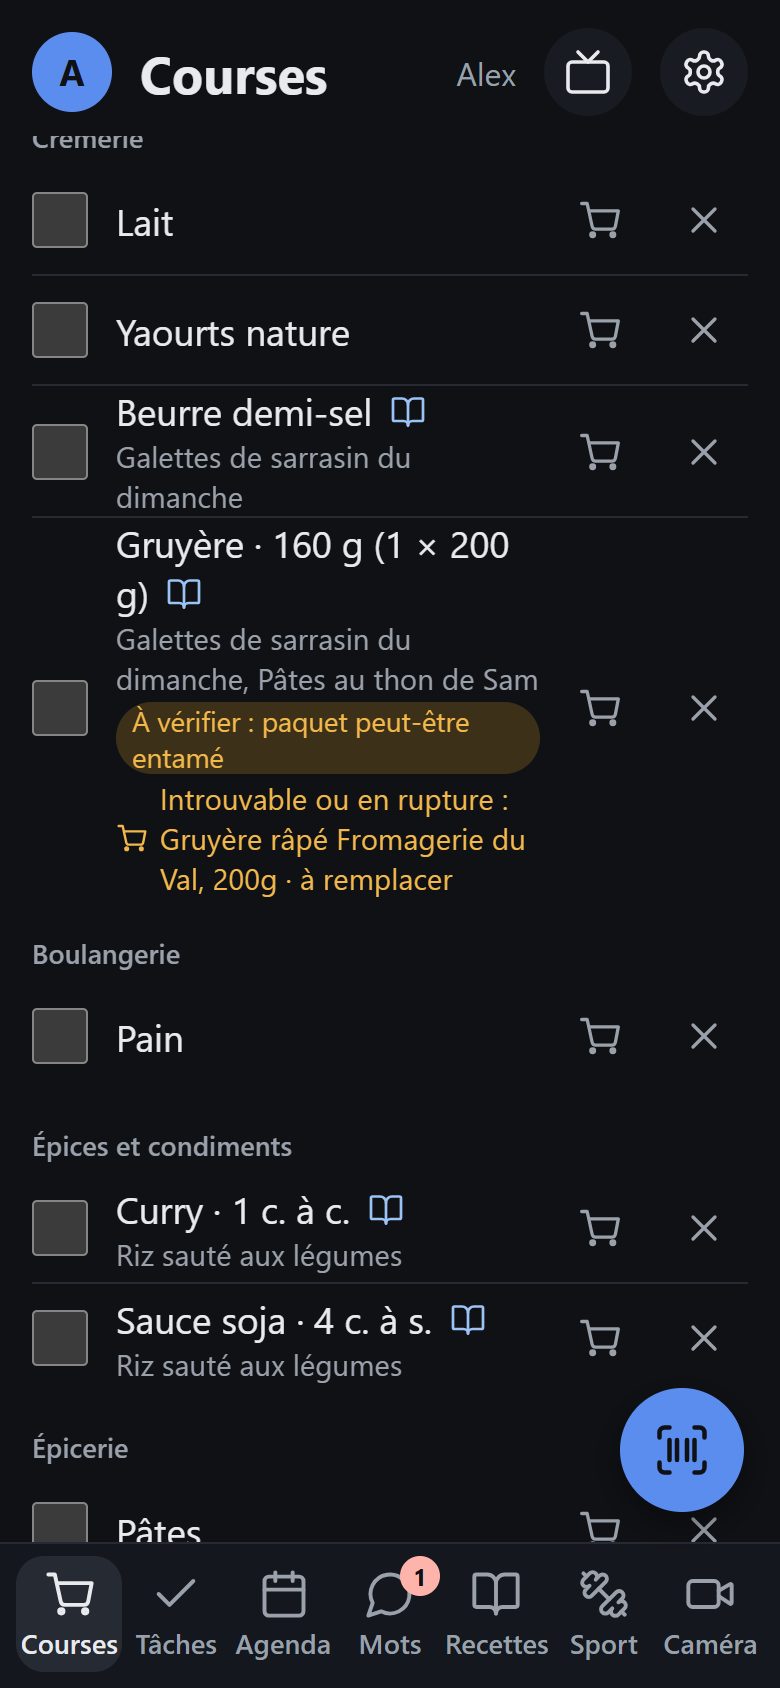 A
Courses
Alex
Crèmerie
Lait
Yaourts nature
Beurre demi-sel
Galettes de sarrasin du
dimanche
Gruyère · 160 g (1 × 200
g)
Galettes de sarrasin du
dimanche, Pâtes au thon de Sam
À vérifier : paquet peut-être
entamé
Introuvable ou en rupture :
Gruyère râpé Fromagerie du
Val, 200g · à remplacer
Boulangerie
Pain
Épices et condiments
Curry · 1 c. à c.
Riz sauté aux légumes
Sauce soja · 4 c. à s.
Riz sauté aux légumes
Épicerie
Pâtes
1
Courses
Tâches
Agenda
Mots
Recettes
Sport
Caméra